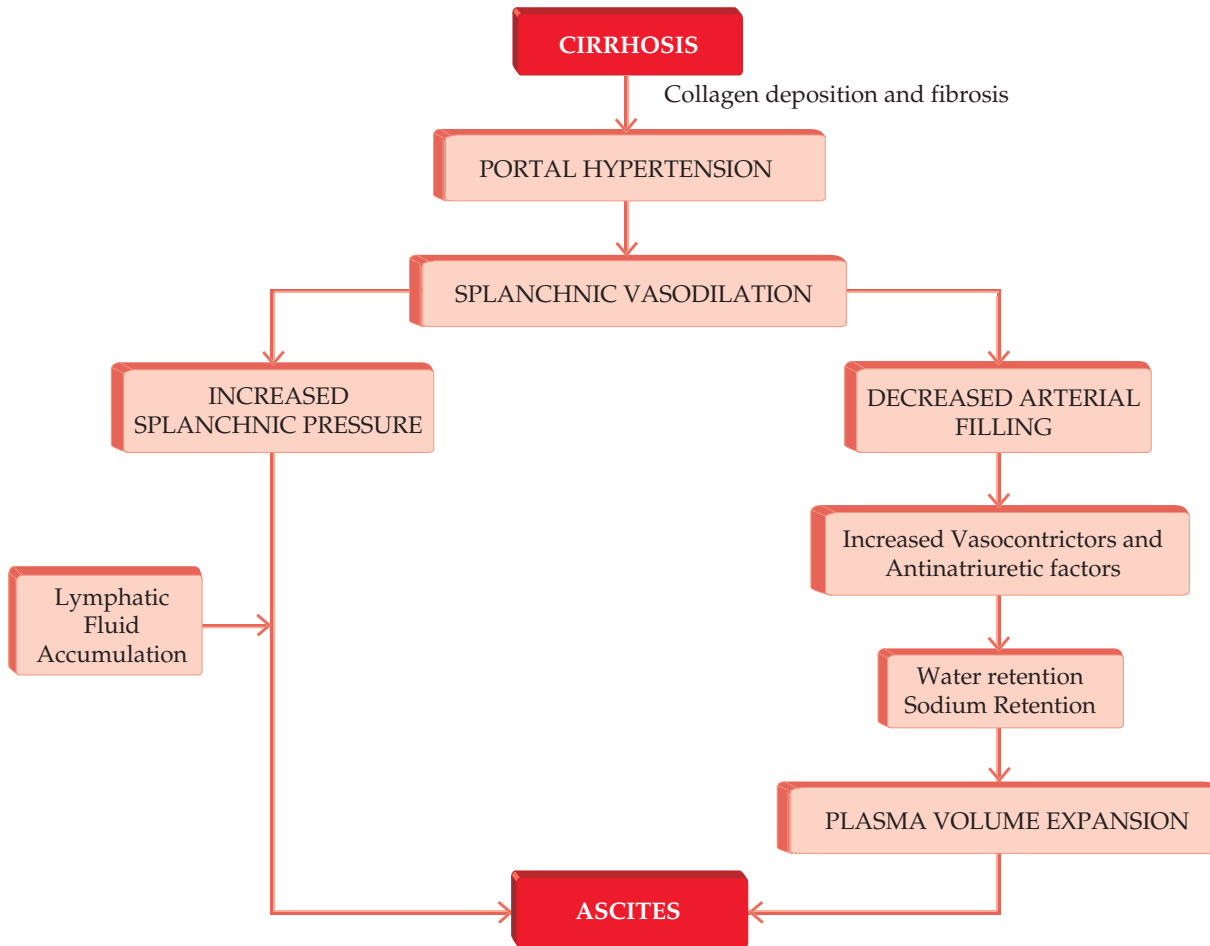 CIRRHOSIS
Collagen deposition and fibrosis
PORTAL HYPERTENSION
SPLANCHNIC VASODILATION
INCREASED
SPLANCHNIC PRESSURE
DECREASED ARTERIAL
FILLING
Increased Vasocontrictors and
Antinatriuretic factors
Lymphatic
Fluid
Accumulation
Water retention
Sodium Retention
PLASMA VOLUME EXPANSION
ASCITES